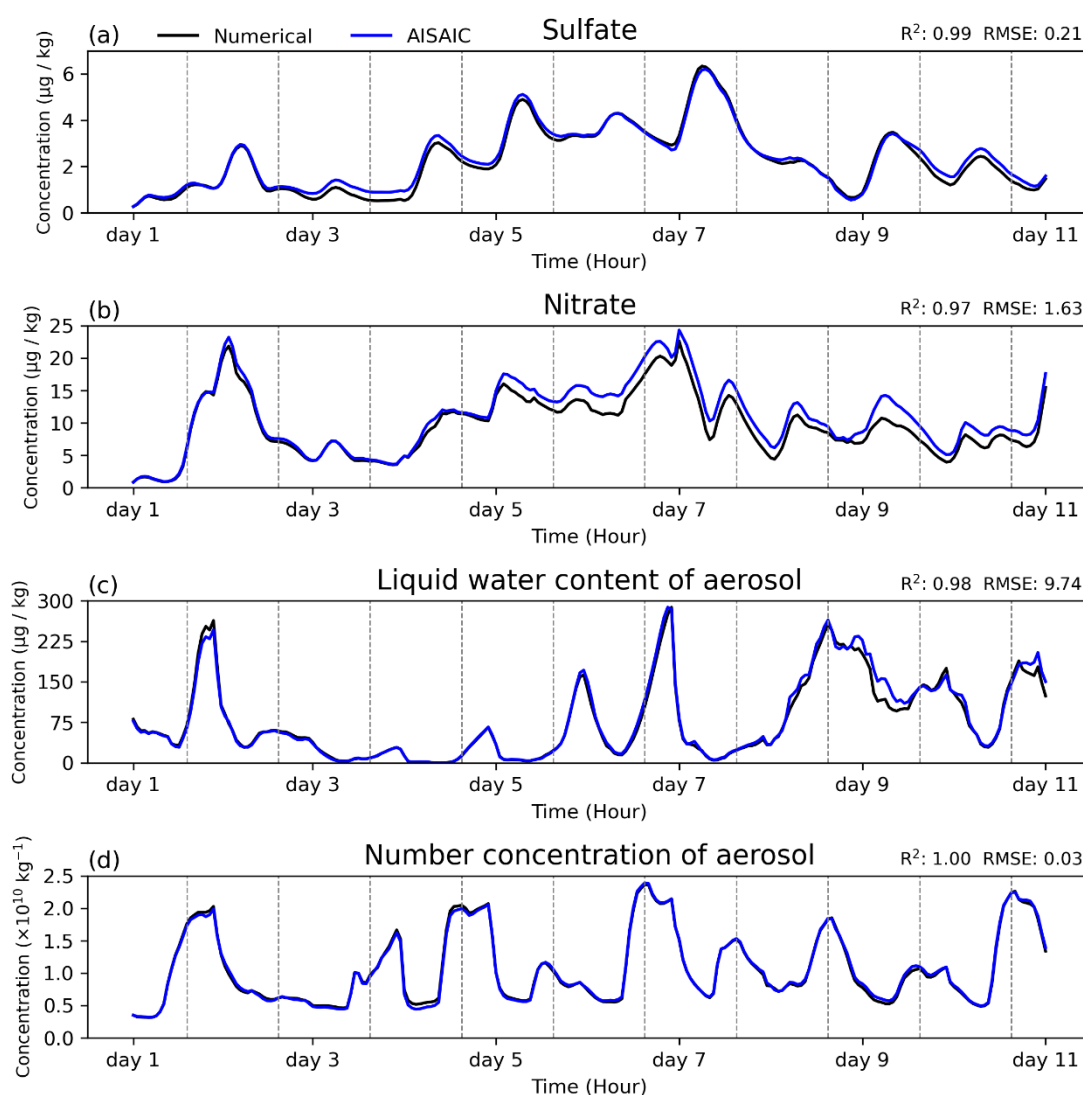 (a) Numerical AISAIC Sulfate R²: 0.99 RMSE: 0.21
Concentration (μg / kg)
6
4
2
0
day 1 day 3 day 5 day 7 day 9 day 11
Time (Hour)
(b) Nitrate R²: 0.97 RMSE: 1.63
Concentration (μg / kg)
25
20
15
10
5
0
day 1 day 3 day 5 day 7 day 9 day 11
Time (Hour)
(c) Liquid water content of aerosol R²: 0.98 RMSE: 9.74
Concentration (μg / kg)
300
225
150
75
0
day 1 day 3 day 5 day 7 day 9 day 11
Time (Hour)
(d) Number concentration of aerosol R²: 1.00 RMSE: 0.03
Concentration (×10¹⁰ kg⁻¹)
2.5
2.0
1.5
1.0
0.5
0.0
day 1 day 3 day 5 day 7 day 9 day 11
Time (Hour)